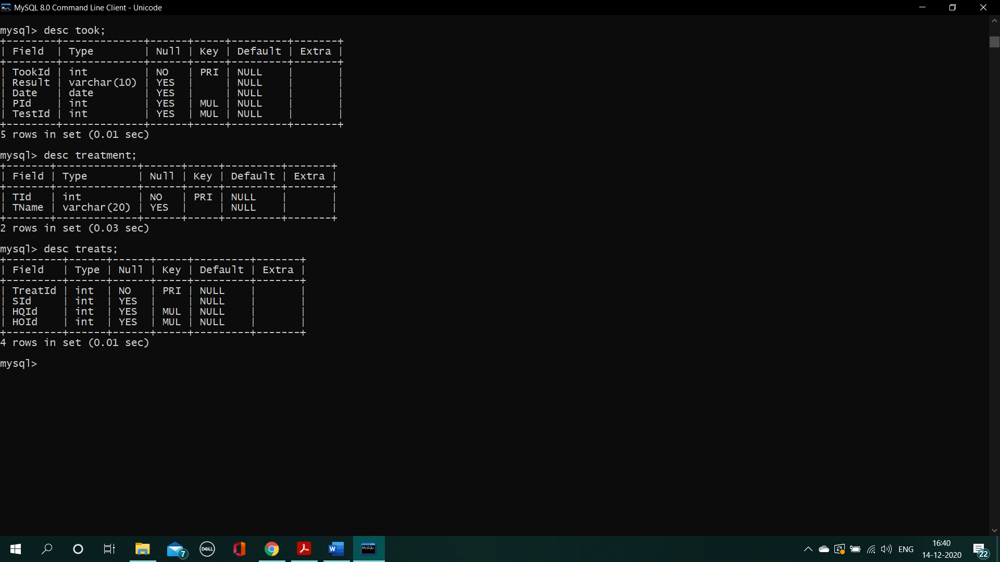 MySQL 8.0 Command Line Client - Unicode
mysql> desc took;
+--------+-------------+------+-----+---------+-------+
| Field  | Type        | Null | Key | Default | Extra |
+--------+-------------+------+-----+---------+-------+
| TookId | int         | NO   | PRI | NULL    |       |
| Result | varchar(10) | YES  |     | NULL    |       |
| Date   | date        | YES  |     | NULL    |       |
| PId    | int         | YES  | MUL | NULL    |       |
| TestId | int         | YES  | MUL | NULL    |       |
+--------+-------------+------+-----+---------+-------+
5 rows in set (0.01 sec)
mysql> desc treatment;
+-------+-------------+------+-----+---------+-------+
| Field | Type        | Null | Key | Default | Extra |
+-------+-------------+------+-----+---------+-------+
| TId   | int         | NO   | PRI | NULL    |       |
| TName | varchar(20) | YES  |     | NULL    |       |
+-------+-------------+------+-----+---------+-------+
2 rows in set (0.03 sec)
mysql> desc treats;
+---------+------+------+-----+---------+-------+
| Field   | Type | Null | Key | Default | Extra |
+---------+------+------+-----+---------+-------+
| TreatId | int  | NO   | PRI | NULL    |       |
| SId     | int  | YES  |     | NULL    |       |
| HQId    | int  | YES  | MUL | NULL    |       |
| HOId    | int  | YES  | MUL | NULL    |       |
+---------+------+------+-----+---------+-------+
4 rows in set (0.01 sec)
mysql>
7
DELL
W
MySQL
ENG
16:40
14-12-2020
22